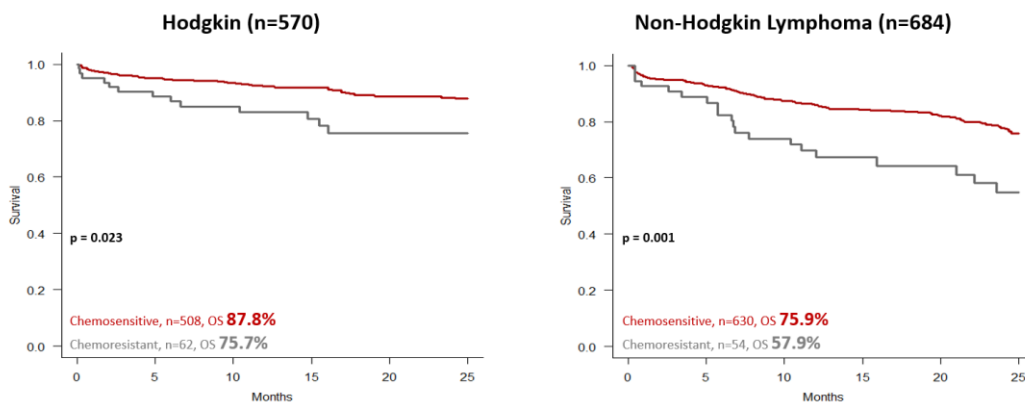 Hodgkin (n=570)
1.0
0.8
0.6
0.4
0.2
0.0
Survival
p = 0.023
Chemosensitive, n=508, OS 87.8%
Chemoresistant, n=62, OS 75.7%
0 5 10 15 20 25
Months
Non-Hodgkin Lymphoma (n=684)
1.0
0.8
0.6
0.4
0.2
0.0
Survival
p = 0.001
Chemosensitive, n=630, OS 75.9%
Chemoresistant, n=54, OS 57.9%
0 5 10 15 20 25
Months